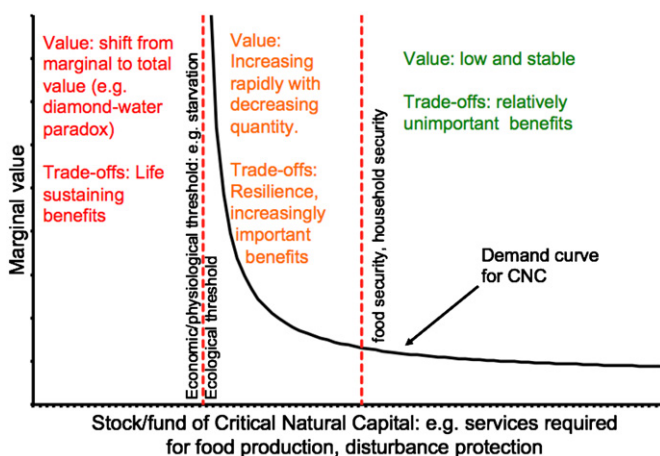 Marginal value
Value: shift from
marginal to total
value (e.g.
diamond-water
paradox)
Trade-offs: Life
sustaining
benefits
Economic/physiological threshold: e.g. starvation
Ecological threshold
Value:
Increasing
rapidly with
decreasing
quantity.
Trade-offs:
Resilience,
increasingly
important
benefits
food security, household security
Value: low and stable
Trade-offs: relatively
unimportant benefits
Demand curve
for CNC
Stock/fund of Critical Natural Capital: e.g. services required
for food production, disturbance protection